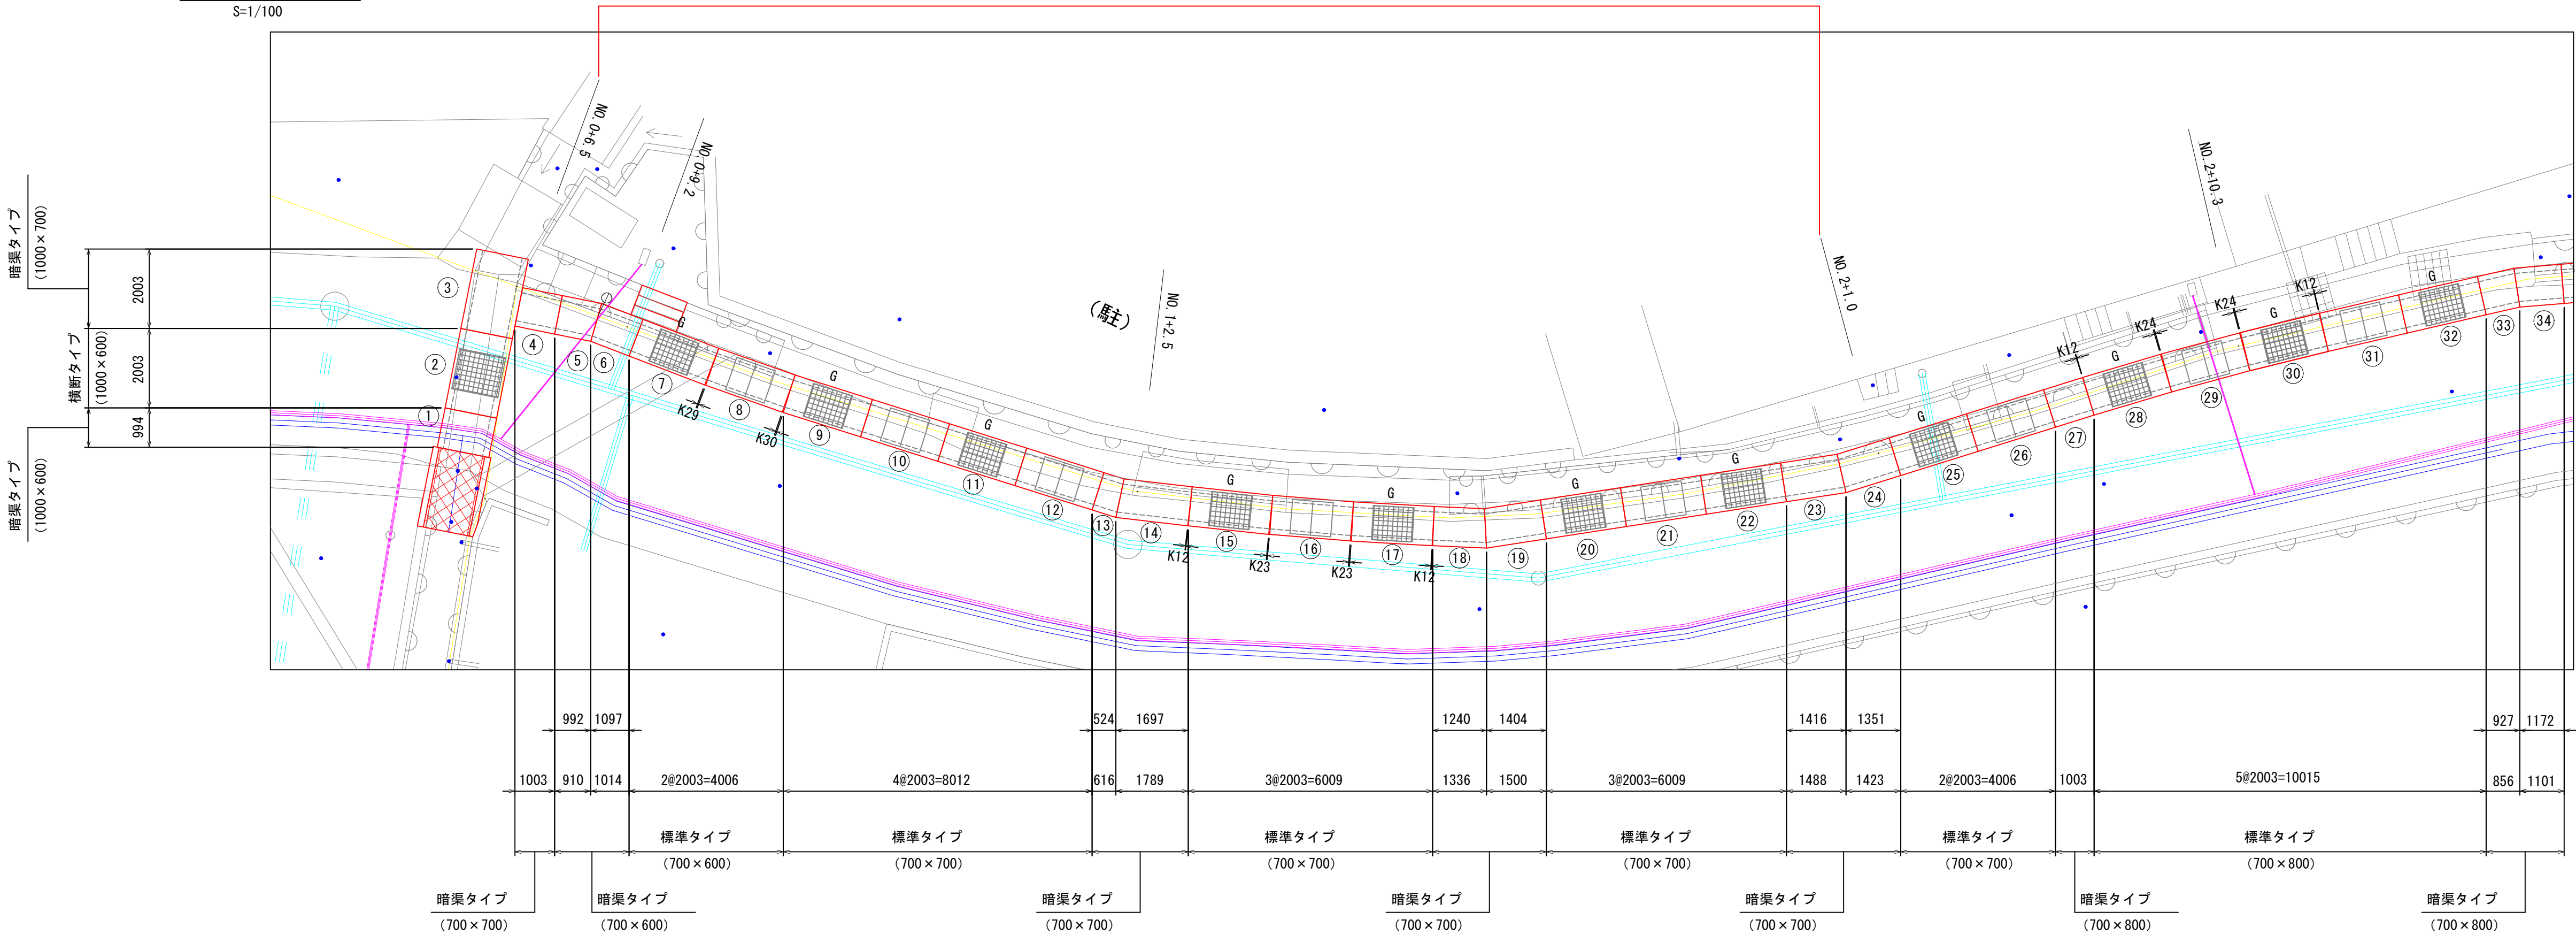 S=1/100
NO.0+6.5
NO.0+9.2
NO.1+2.5
NO.2+1.0
NO.2+10.3
(駐)
暗渠タイプ
(1000×700)
横断タイプ
(1000×600)
暗渠タイプ
(1000×600)
2003
2003
994
③
②
①
④
⑤
⑥
⑦
⑧
⑨
⑩
⑪
⑫
⑬
⑭
⑮
⑯
⑰
⑱
⑲
⑳
㉑
㉒
㉓
㉔
㉕
㉖
㉗
㉘
㉙
㉚
㉛
㉜
㉝
㉞
G
G
G
G
G
G
G
G
G
G
G
K29
K30
K12
K23
K23
K12
K12
K24
K24
K12
992
1097
524
1697
1240
1404
1416
1351
927
1172
1003
910
1014
2@2003=4006
4@2003=8012
616
1789
3@2003=6009
1336
1500
3@2003=6009
1488
1423
2@2003=4006
1003
5@2003=10015
856
1101
標準タイプ
(700×600)
標準タイプ
(700×700)
標準タイプ
(700×700)
標準タイプ
(700×700)
標準タイプ
(700×700)
標準タイプ
(700×800)
暗渠タイプ
(700×700)
暗渠タイプ
(700×600)
暗渠タイプ
(700×700)
暗渠タイプ
(700×700)
暗渠タイプ
(700×700)
暗渠タイプ
(700×800)
暗渠タイプ
(700×800)